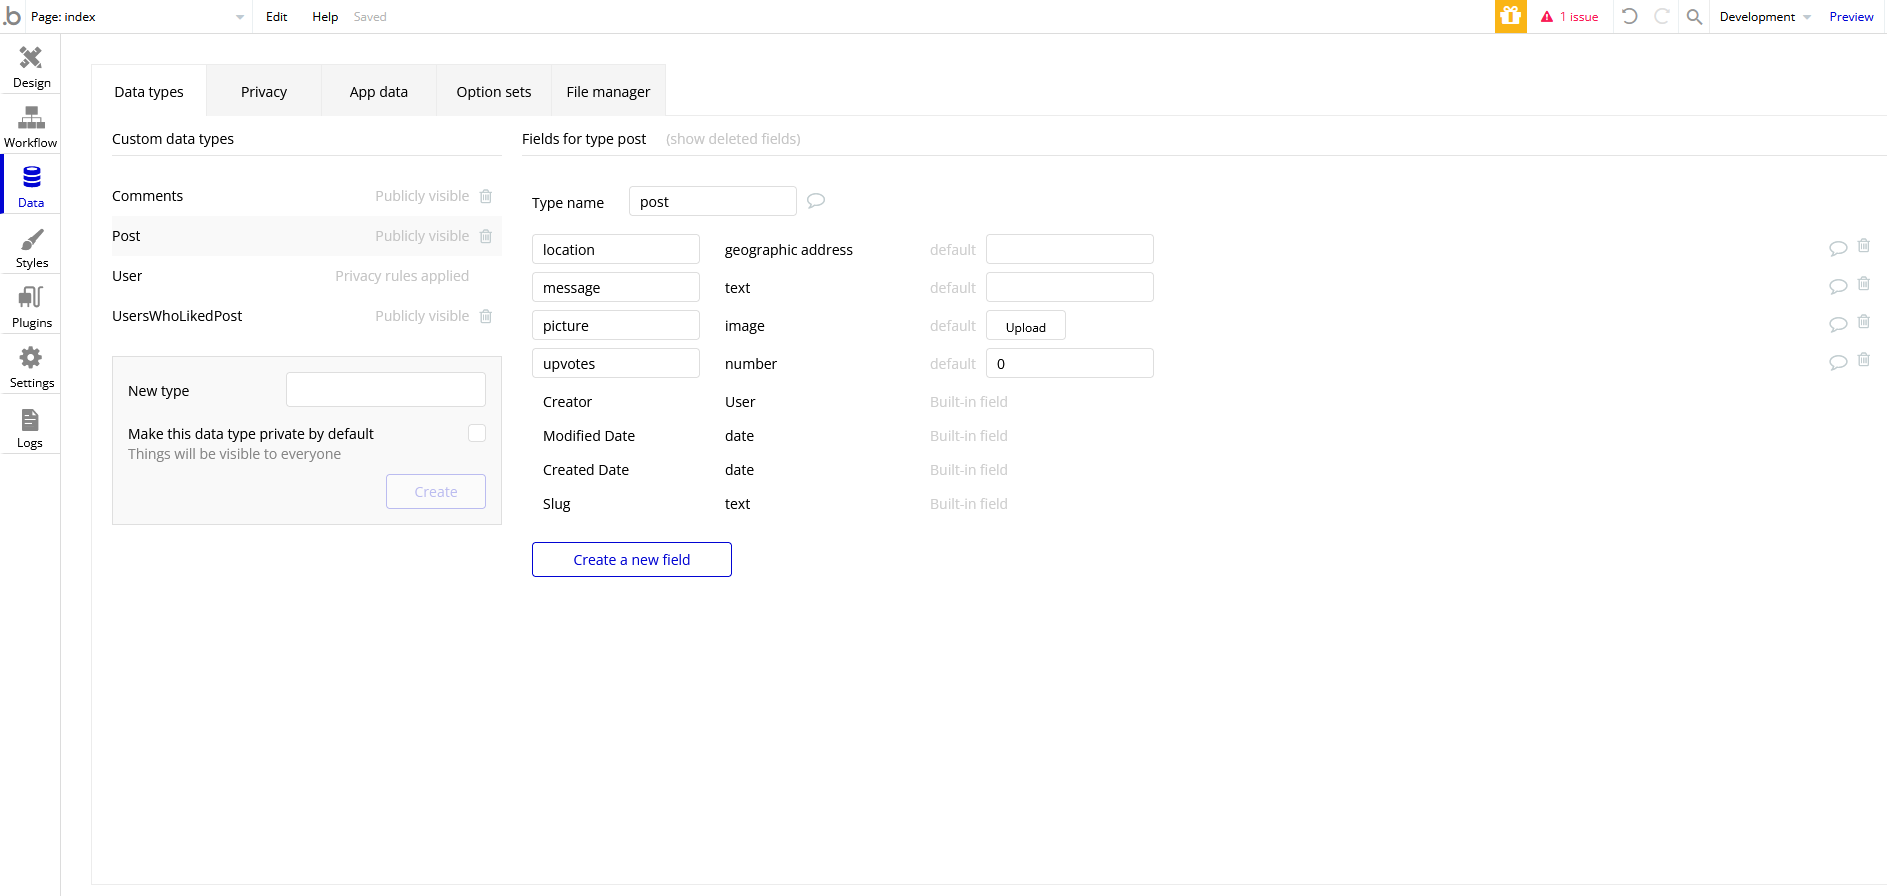 .b Page: index Edit Help Saved 1 issue Development Preview
Design
Workflow
Data
Styles
Plugins
Settings
Logs
Data types Privacy App data Option sets File manager
Custom data types
Comments Publicly visible
Post Publicly visible
User Privacy rules applied
UsersWhoLikedPost Publicly visible
New type
Make this data type private by default
Things will be visible to everyone
Create
Fields for type post (show deleted fields)
Type name post
location geographic address default
message text default
picture image default Upload
upvotes number default 0
Creator User Built-in field
Modified Date date Built-in field
Created Date date Built-in field
Slug text Built-in field
Create a new field